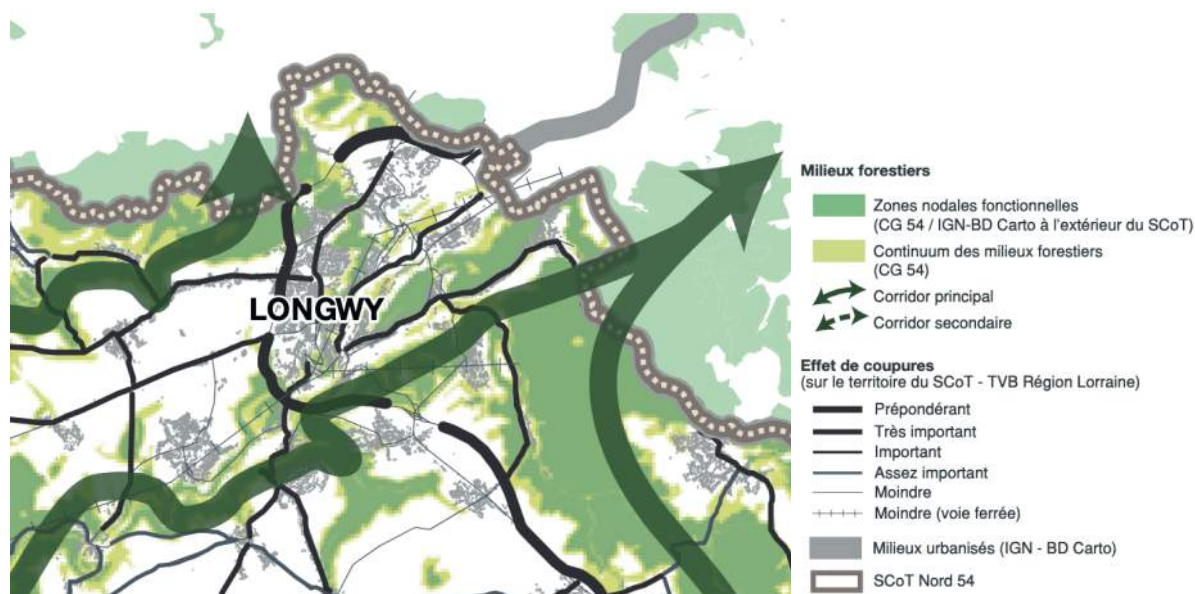 LONGWY
Milieux forestiers
Zones nodales fonctionnelles
(CG 54 / IGN-BD Carto à l'extérieur du SCoT)
Continuum des milieux forestiers
(CG 54)
Corridor principal
Corridor secondaire
Effet de coupures
(sur le territoire du SCoT - TVB Région Lorraine)
Prépondérant
Très important
Important
Assez important
Moindre
Moindre (voie ferrée)
Milieux urbanisés (IGN - BD Carto)
SCoT Nord 54